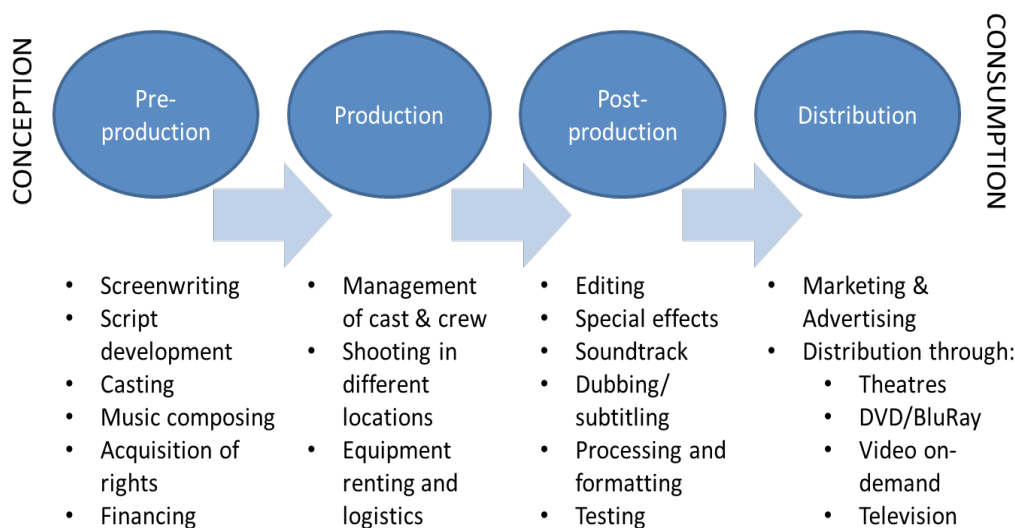 CONCEPTION
Pre-
production
Production
Post-
production
Distribution
CONSUMPTION
• Screenwriting
• Script
development
• Casting
• Music composing
• Acquisition of
rights
• Financing
• Management
of cast & crew
• Shooting in
different
locations
• Equipment
renting and
logistics
• Editing
• Special effects
• Soundtrack
• Dubbing/
subtitling
• Processing and
formatting
• Testing
• Marketing &
Advertising
• Distribution through:
• Theatres
• DVD/BluRay
• Video on-
demand
• Television